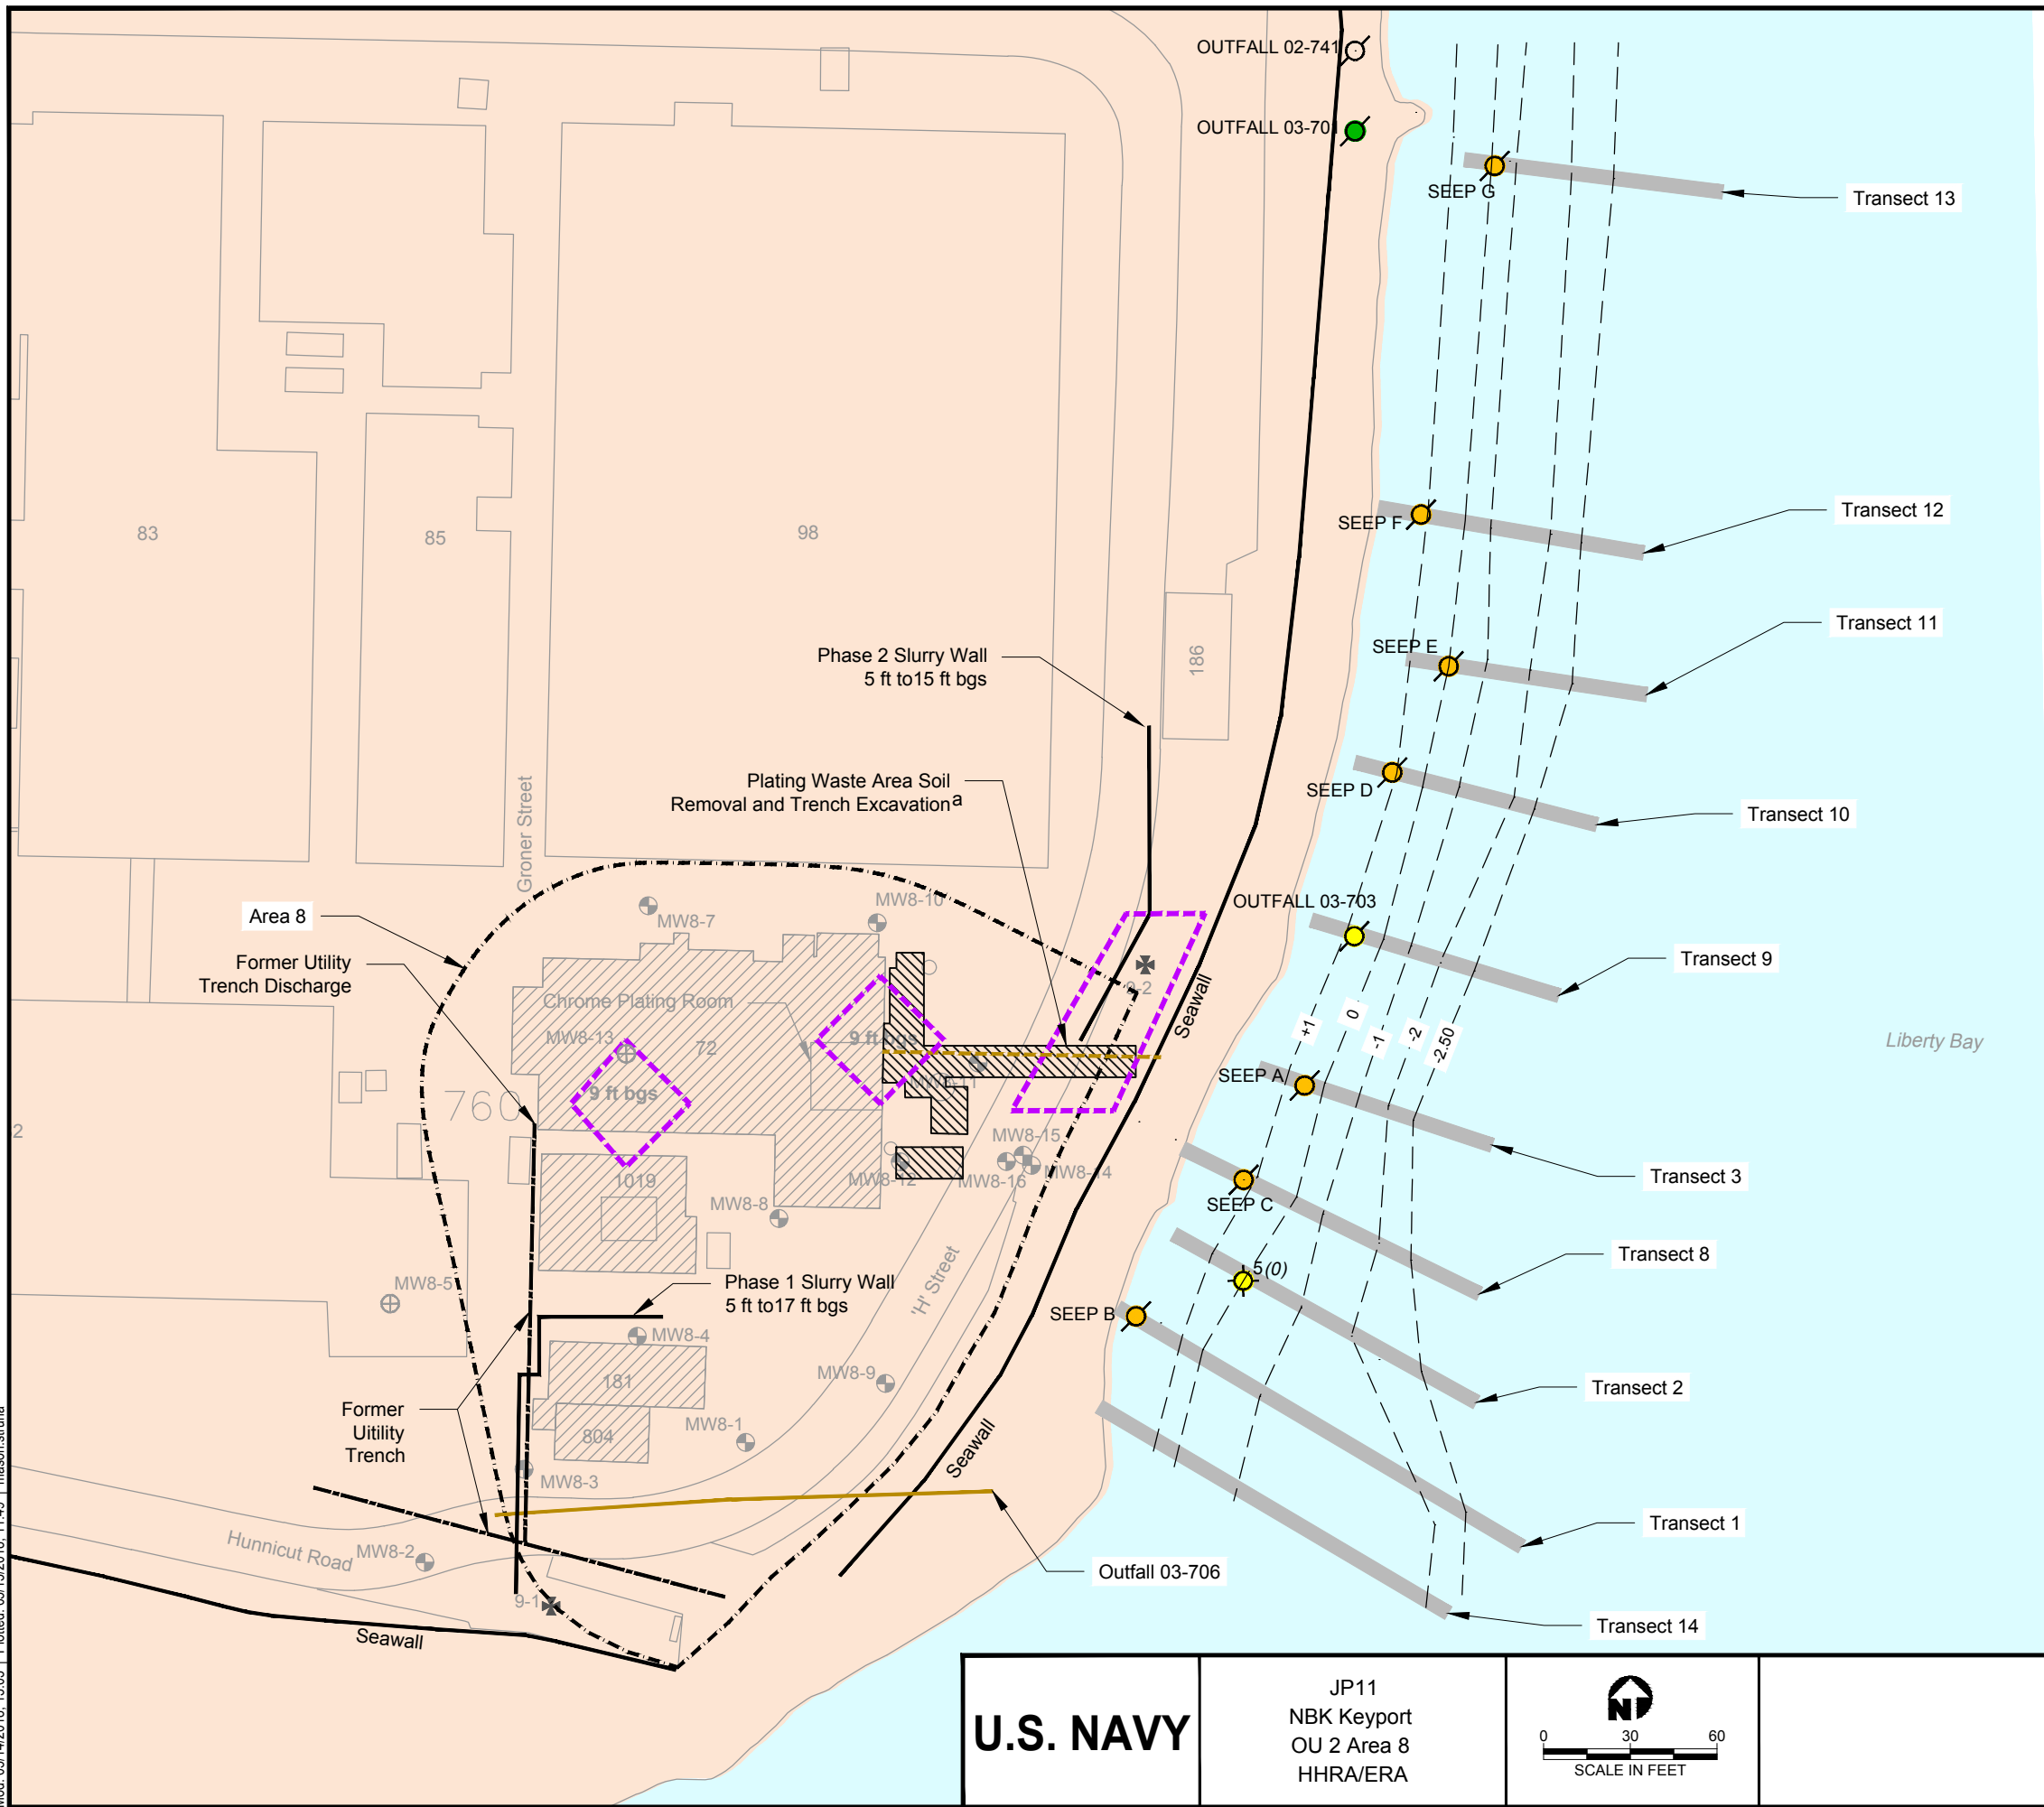 OUTFALL 02-741
OUTFALL 03-701
SEEP G
Transect 13
83
85
98
SEEP F
Transect 12
Transect 11
SEEP E
Phase 2 Slurry Wall
5 ft to15 ft bgs
186
Plating Waste Area Soil
Removal and Trench Excavationa
SEEP D
Transect 10
Groner Street
OUTFALL 03-703
Area 8
MW8-7
MW8-10
Former Utility
Trench Discharge
Transect 9
Chrome Plating Room
9-2
Seawall
MW8-13
72
9 ft bgs
+1
0
-1
-2
-2.50
Liberty Bay
SEEP A
MW8-11
9 ft bgs
760
2
MW8-15
MW8-14
MW8-12
MW8-16
1019
Transect 3
MW8-8
SEEP C
Transect 8
5(0)
MW8-5
Phase 1 Slurry Wall
5 ft to17 ft bgs
'H' Street
SEEP B
MW8-4
MW8-9
181
Transect 2
Former
Uitility
Trench
MW8-1
804
Seawall
MW8-3
Transect 1
Hunnicut Road
MW8-2
Outfall 03-706
9-1
Transect 14
Seawall
U.S. NAVY
JP11
NBK Keyport
OU 2 Area 8
HHRA/ERA
N
0 30 60
SCALE IN FEET